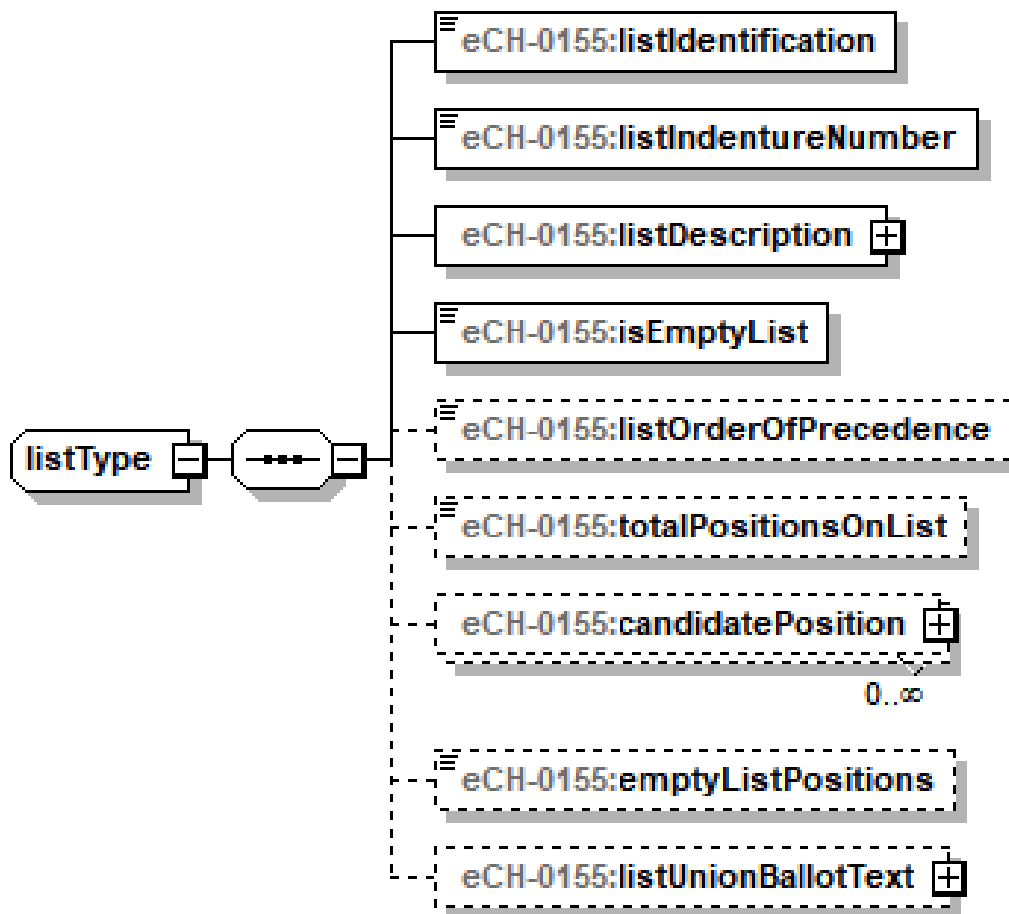 eCH-0155:listIdentification
eCH-0155:listIndentureNumber
eCH-0155:listDescription
eCH-0155:isEmptyList
eCH-0155:listOrderOfPrecedence
listType
eCH-0155:totalPositionsOnList
eCH-0155:candidatePosition
0..∞
eCH-0155:emptyListPositions
eCH-0155:listUnionBallotText